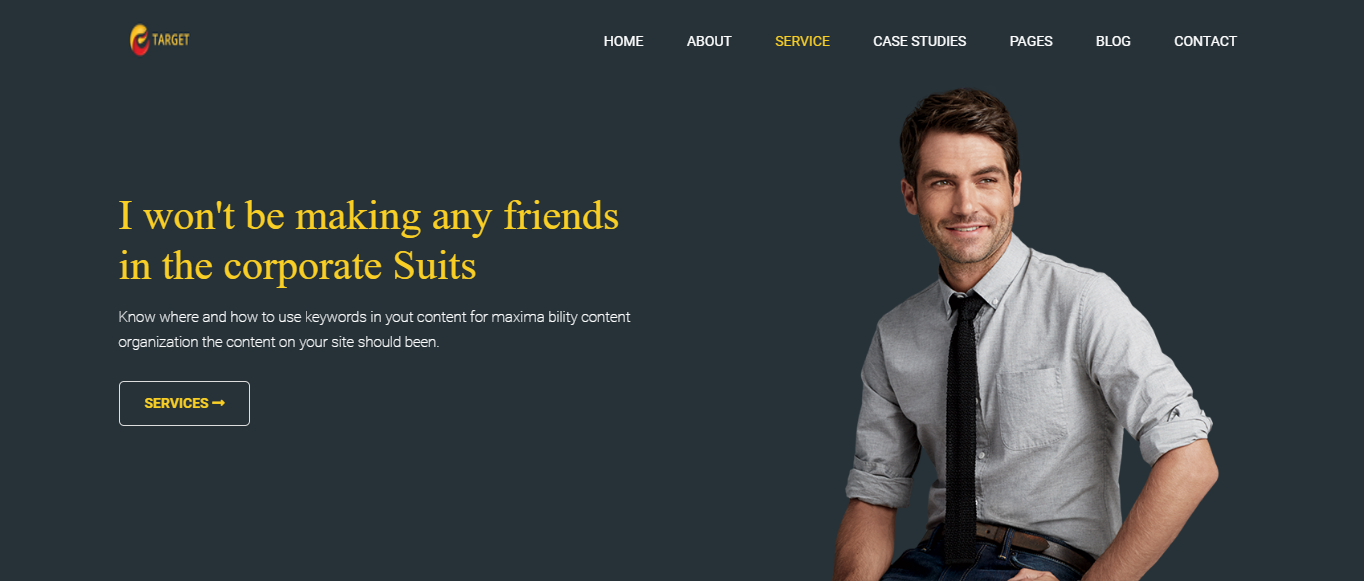 TARGET
HOME ABOUT SERVICE CASE STUDIES PAGES BLOG CONTACT
I won't be making any friends
in the corporate Suits
Know where and how to use keywords in yout content for maxima bility content
organization the content on your site should been.
SERVICES